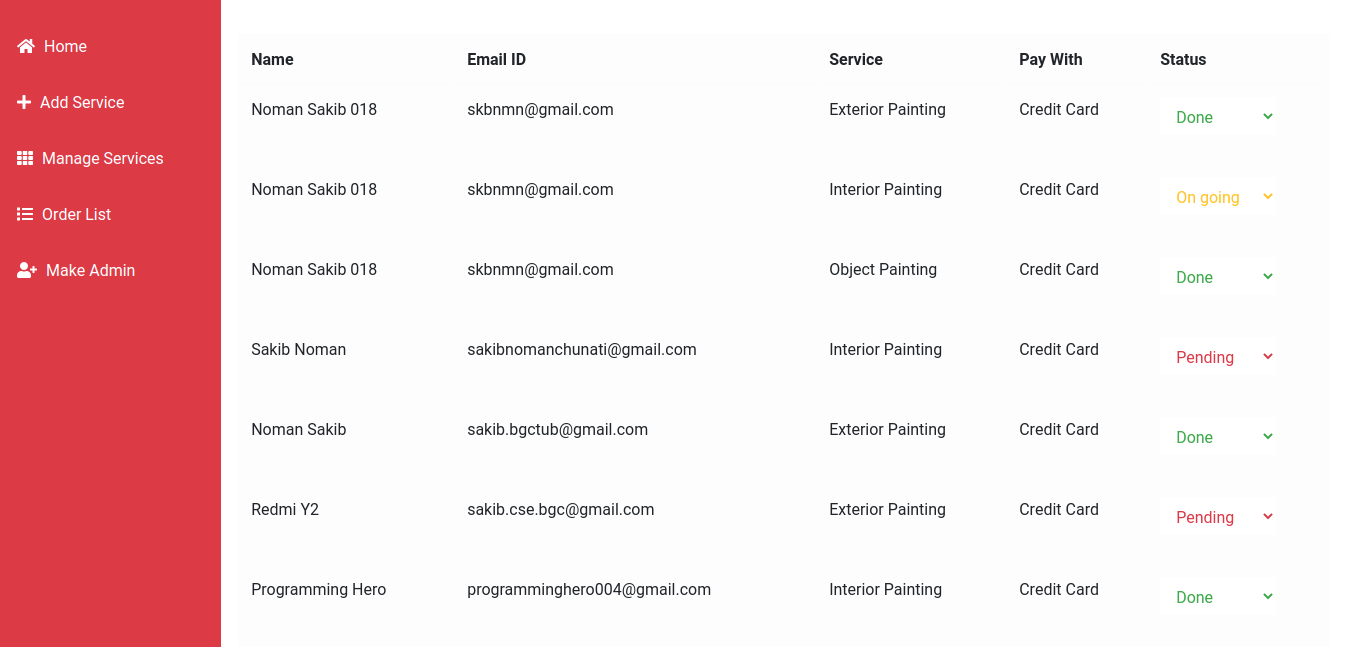 Home
Add Service
Manage Services
Order List
Make Admin
Name Email ID Service Pay With Status
Noman Sakib 018 skbnmn@gmail.com Exterior Painting Credit Card Done
Noman Sakib 018 skbnmn@gmail.com Interior Painting Credit Card On going
Noman Sakib 018 skbnmn@gmail.com Object Painting Credit Card Done
Sakib Noman sakibnomanchunati@gmail.com Interior Painting Credit Card Pending
Noman Sakib sakib.bgctub@gmail.com Exterior Painting Credit Card Done
Redmi Y2 sakib.cse.bgc@gmail.com Exterior Painting Credit Card Pending
Programming Hero programminghero004@gmail.com Interior Painting Credit Card Done